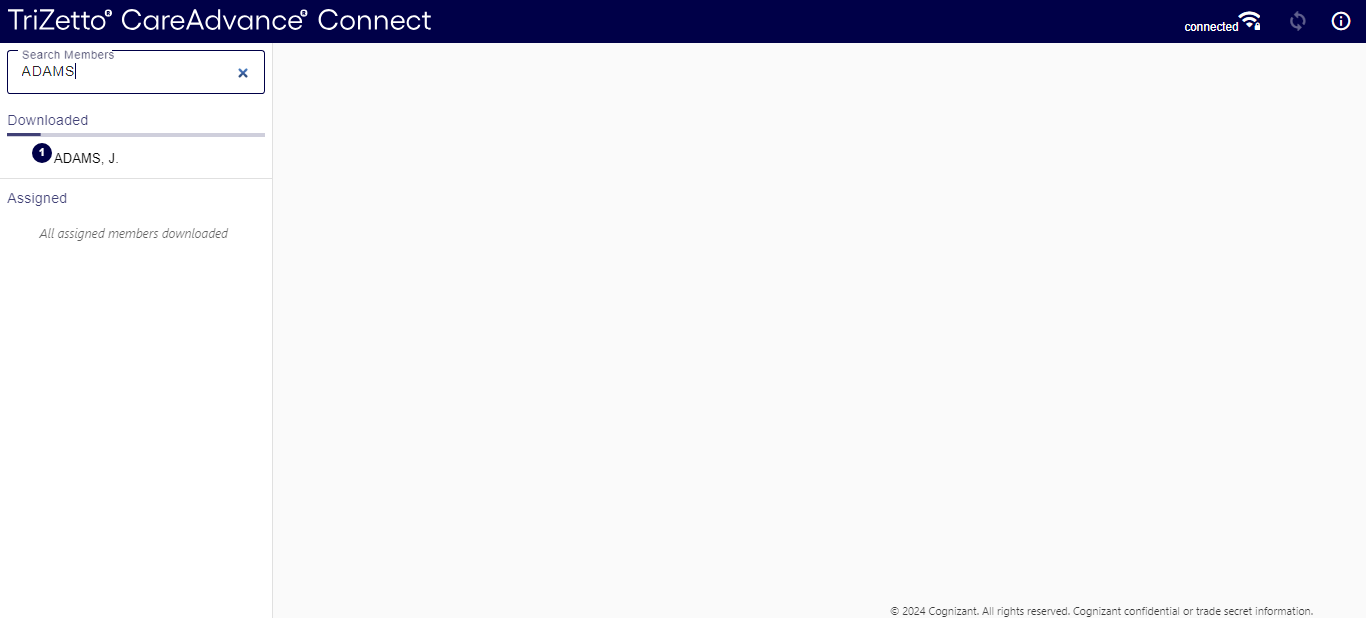 TriZetto® CareAdvance® Connect
connected
Search Members
ADAMS
Downloaded
1 ADAMS, J.
Assigned
All assigned members downloaded
© 2024 Cognizant. All rights reserved. Cognizant confidential or trade secret information.